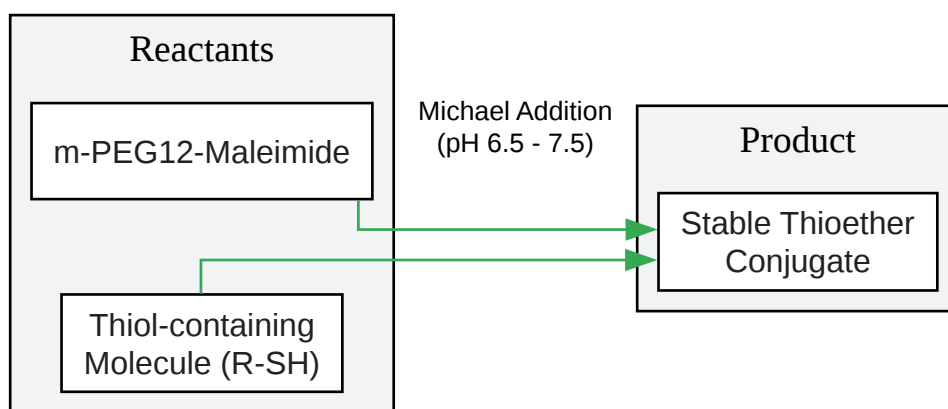 Reactants
m-PEG12-Maleimide
Thiol-containing
Molecule (R-SH)
Michael Addition
(pH 6.5 - 7.5)
Product
Stable Thioether
Conjugate